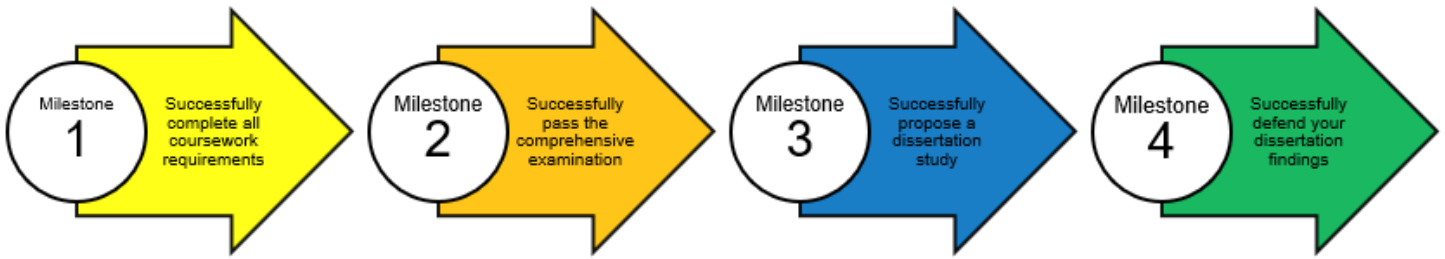 Milestone
1
Successfully
complete all
coursework
requirements
Milestone
2
Successfully
pass the
comprehensive
examination
Milestone
3
Successfully
propose a
dissertation
study
Milestone
4
Successfully
defend your
dissertation
findings